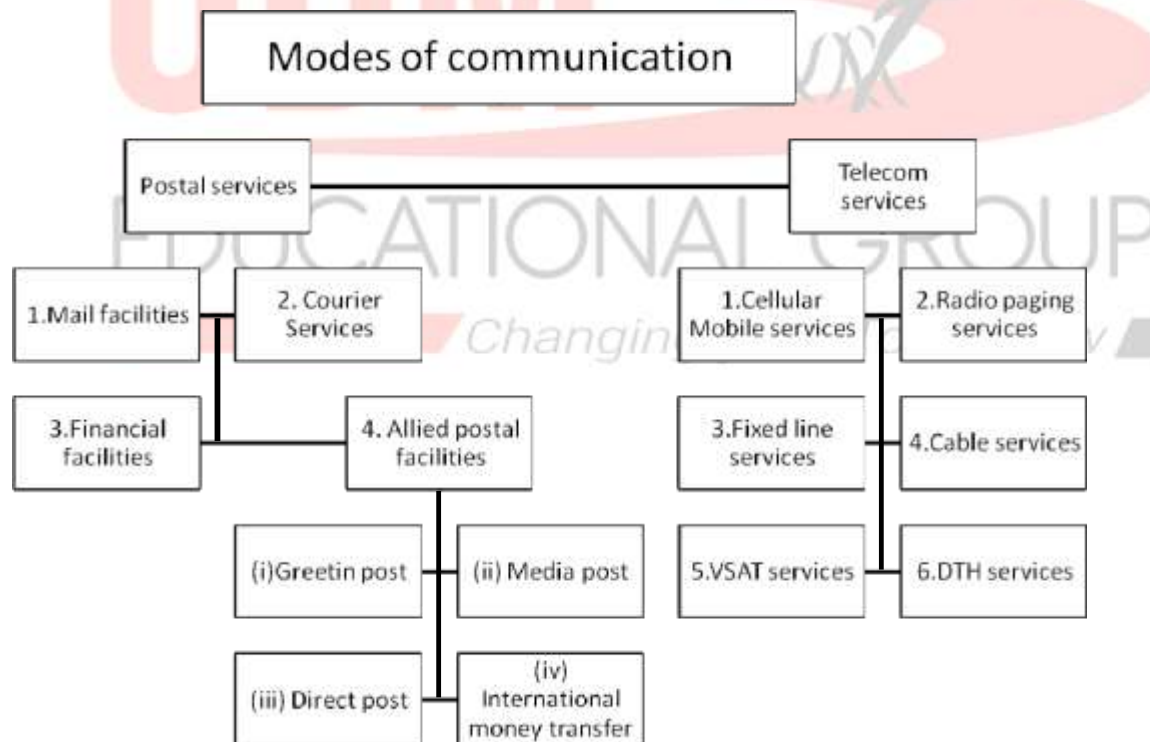 Modes of communication
Postal services
Telecom
services
1.Mail facilities
2. Courier
Services
1.Cellular
Mobile services
2.Radio paging
services
3.Financial
facilities
4. Allied postal
facilities
3.Fixed line
services
4.Cable services
(i)Greetin post
(ii) Media post
5.VSAT services
6.DTH services
(iii) Direct post
(iv)
International
money transfer
EDUCATIONAL GROUP
Changing